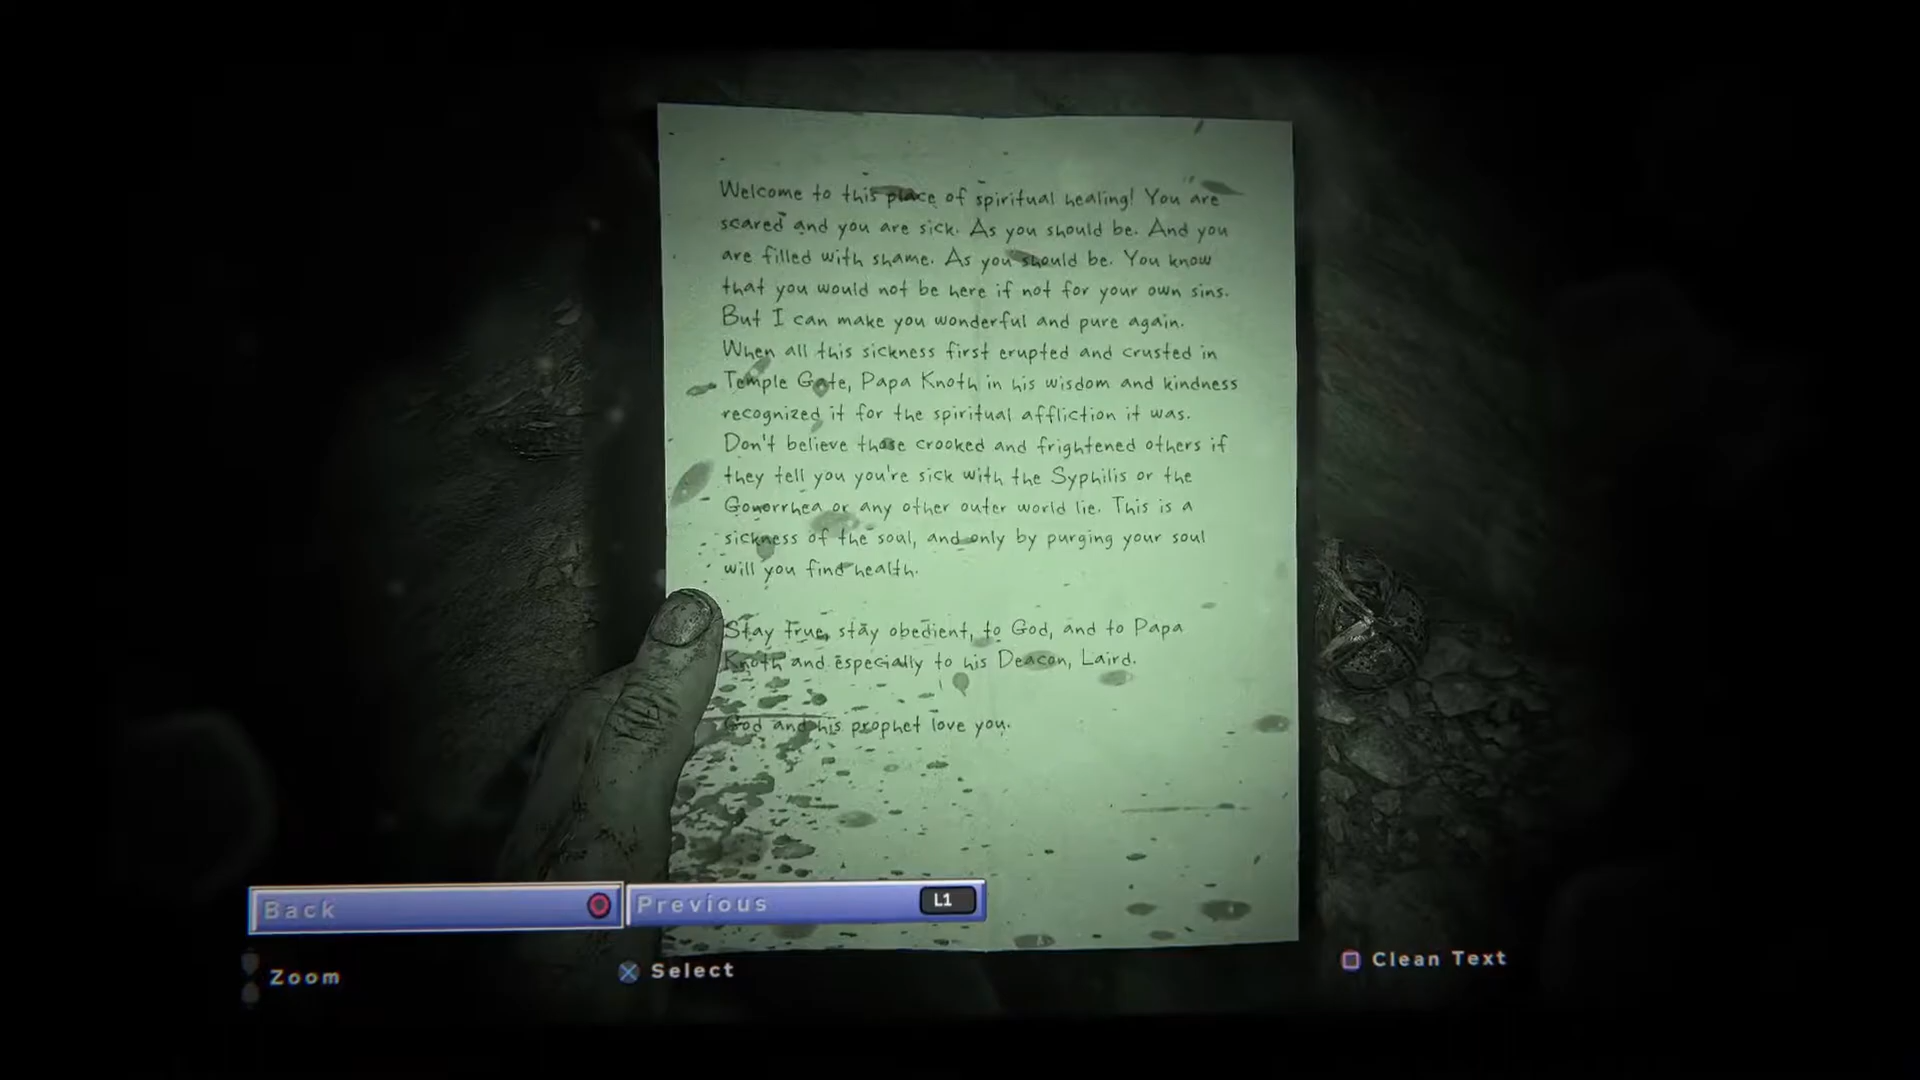 Welcome to this place of spiritual healing! You are
scared and you are sick. As you should be. And you
are filled with shame. As you should be. You know
that you would not be here if not for your own sins.
But I can make you wonderful and pure again.
When all this sickness first erupted and crusted in
Temple Gate, Papa Knoth in his wisdom and kindness
recognized it for the spiritual affliction it was.
Don't believe those crooked and frightened others if
they tell you you're sick with the Syphilis or the
Gonorrhea or any other outer world lie. This is a
sickness of the soul, and only by purging your soul
will you find health.
Stay true, stay obedient, to God, and to Papa
Knoth and especially to his Deacon, Laird.
God and his prophet love you.
Back
Previous L1
Zoom
Select
Clean Text